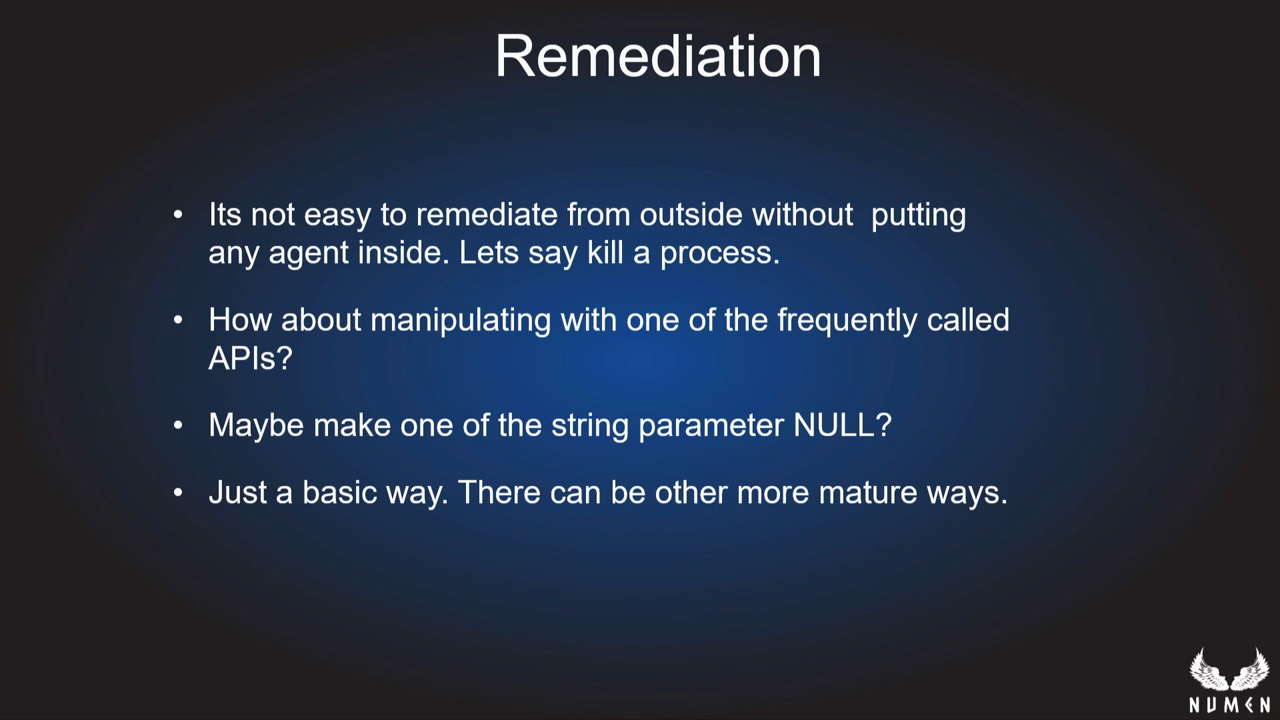 Remediation
• Its not easy to remediate from outside without  putting
any agent inside. Lets say kill a process.
• How about manipulating with one of the frequently called
APIs?
• Maybe make one of the string parameter NULL?
• Just a basic way. There can be other more mature ways.
NUMEN